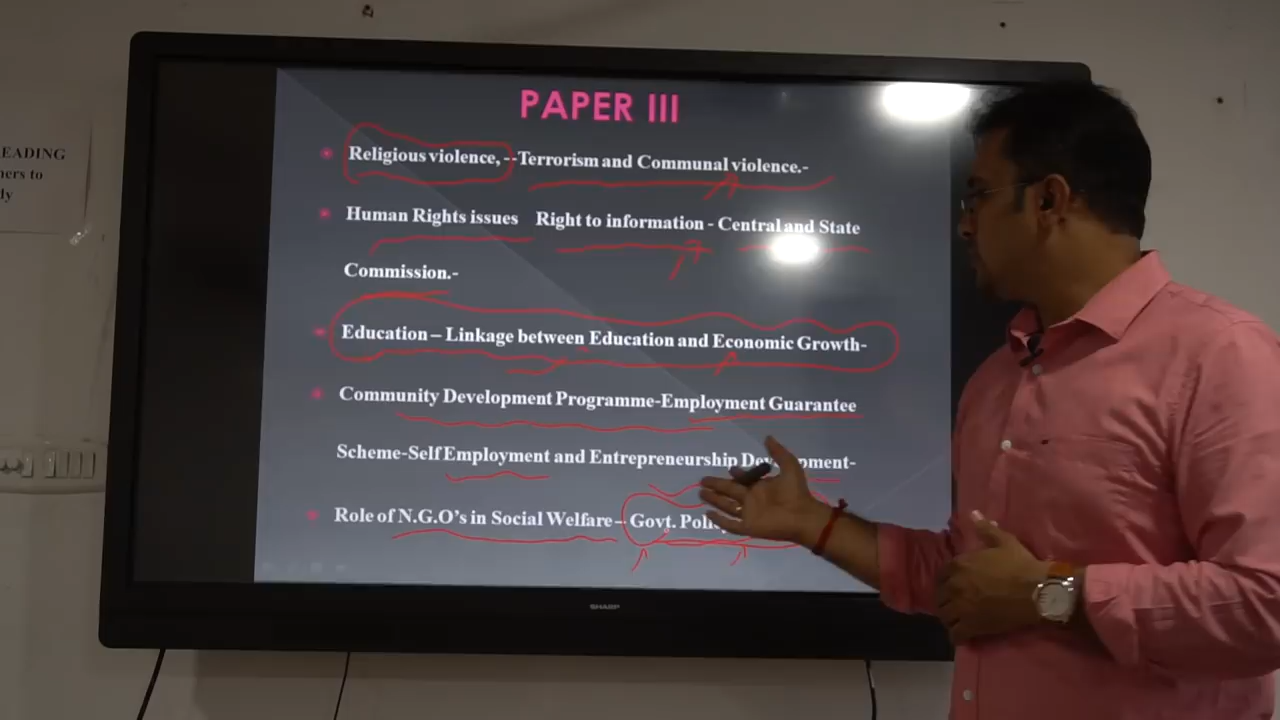 PAPER III
EADING
ners to
dy
Religious violence, --Terrorism and Communal violence.-
Human Rights issues Right to information - Central and State
Commission.-
Education – Linkage between Education and Economic Growth-
Community Development Programme-Employment Guarantee
Scheme-Self Employment and Entrepreneurship Development-
Role of N.G.O's in Social Welfare– Govt.
SHARP